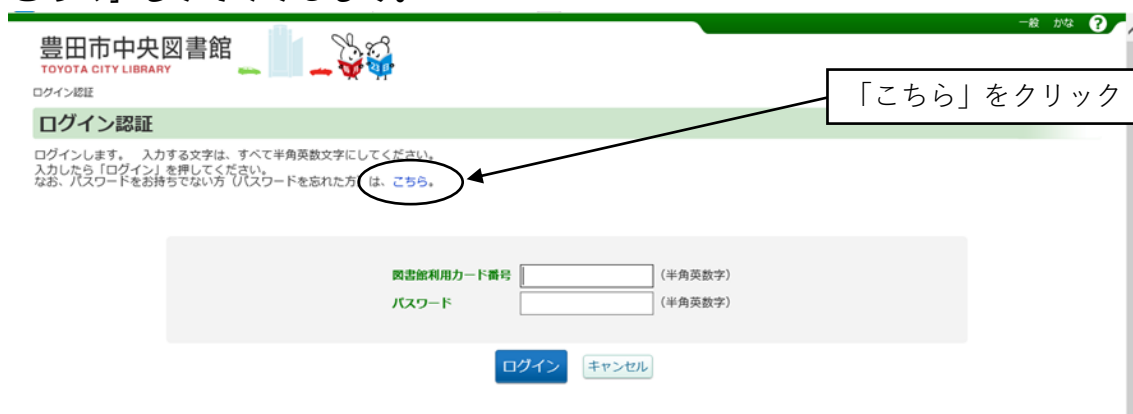 一般 かな ?
豊田市中央図書館
TOYOTA CITY LIBRARY
ログイン認証
「こちら」をクリック
ログイン認証
ログインします。 入力する文字は、すべて半角英数文字にしてください。
入力したら「ログイン」を押してください。
なお、パスワードをお持ちでない方（パスワードを忘れた方）は、こちら。
図書館利用カード番号 （半角英数字）
パスワード （半角英数字）
ログイン キャンセル